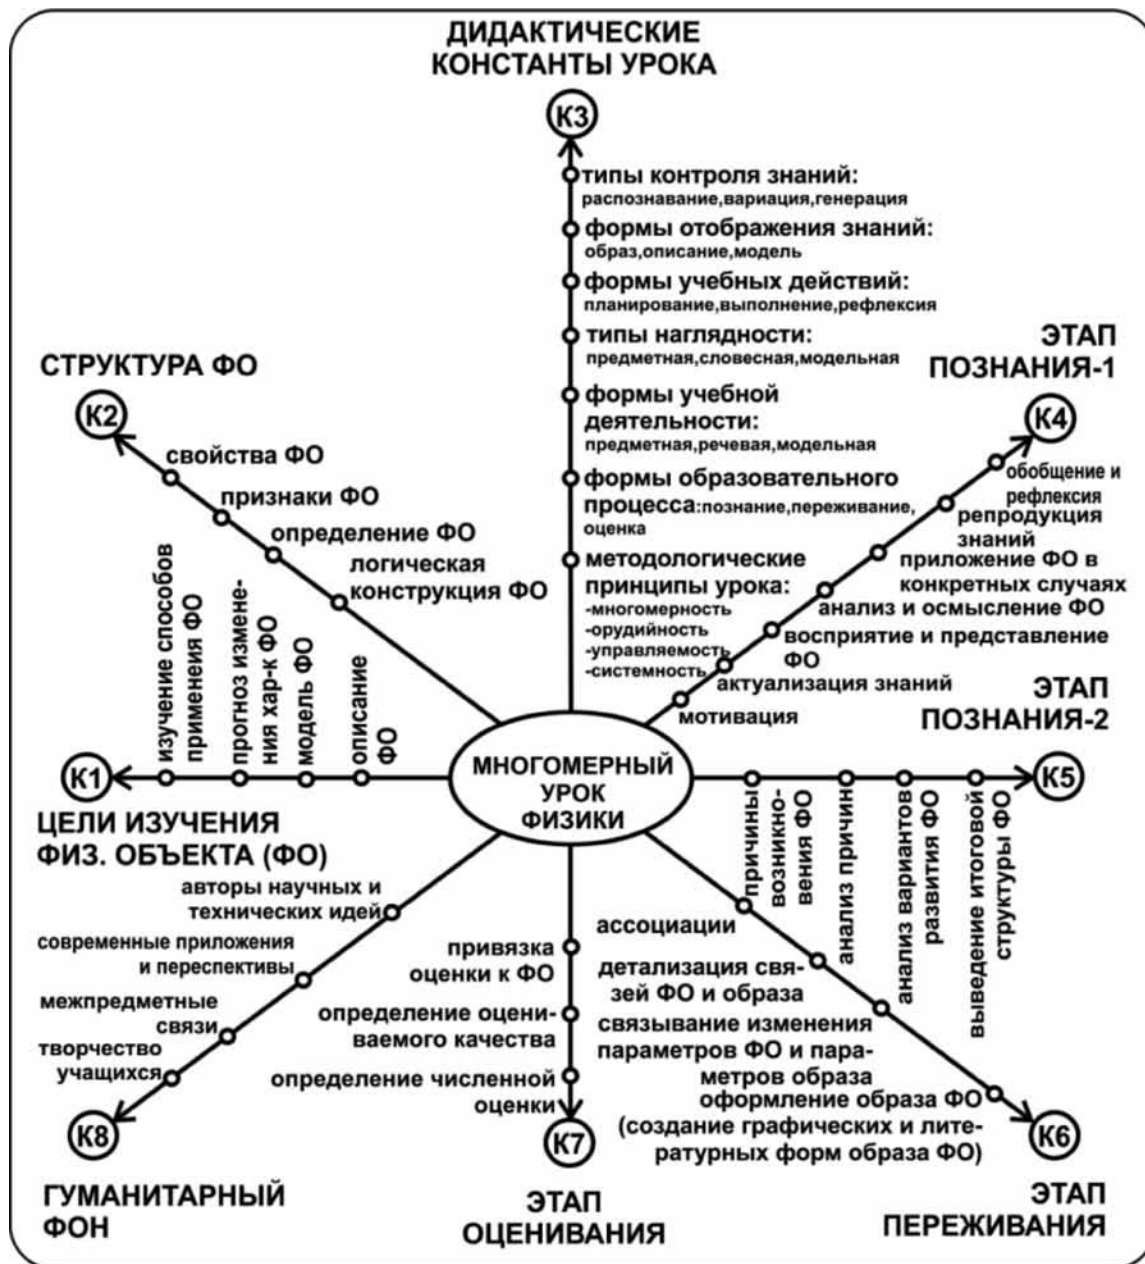 ДИДАКТИЧЕСКИЕ
КОНСТАНТЫ УРОКА
К3
типы контроля знаний:
распознавание,вариация,генерация
формы отображения знаний:
образ,описание,модель
формы учебных действий:
планирование,выполнение,рефлексия
типы наглядности:
предметная,словесная,модельная
формы учебной
деятельности:
предметная,речевая,модельная
формы образовательного
процесса:познание,переживание,
оценка
методологические
принципы урока:
-многомерность
-орудийность
-управляемость
-системность
СТРУКТУРА ФО
К2
свойства ФО
признаки ФО
определение ФО
логическая
конструкция ФО
ЭТАП
ПОЗНАНИЯ-1
К4
обобщение и
рефлексия
репродукция
знаний
приложение ФО в
конкретных случаях
анализ и осмысление ФО
восприятие и представление
ФО
актуализация знаний
мотивация
К1
ЦЕЛИ ИЗУЧЕНИЯ
ФИЗ. ОБЪЕКТА (ФО)
изучение способов
применеия ФО
прогноз измене-
ния хар-к ФО
модель ФО
описание
ФО
МНОГОМЕРНЫЙ
УРОК
ФИЗИКИ
ЭТАП
ПОЗНАНИЯ-2
К5
причины
возникно-
вения ФО
анализ причин
анализ вариантов
развития ФО
выведение итоговой
структуры ФО
авторы научных и
технических идей
современные приложения
и переспективы
межпредметные
связи
творчество
учащихся
К8
ГУМАНИТАРНЫЙ
ФОН
привязка
оценки к ФО
определение оцени-
ваемого качества
определение численной
оценки
К7
ЭТАП
ОЦЕНИВАНИЯ
ассоциации
детализация свя-
зей ФО и образа
связывание изменения
параметров ФО и пара-
метров образа
оформление образа ФО
(создание графических и лите-
ратурных форм образа ФО)
К6
ЭТАП
ПЕРЕЖИВАНИЯ